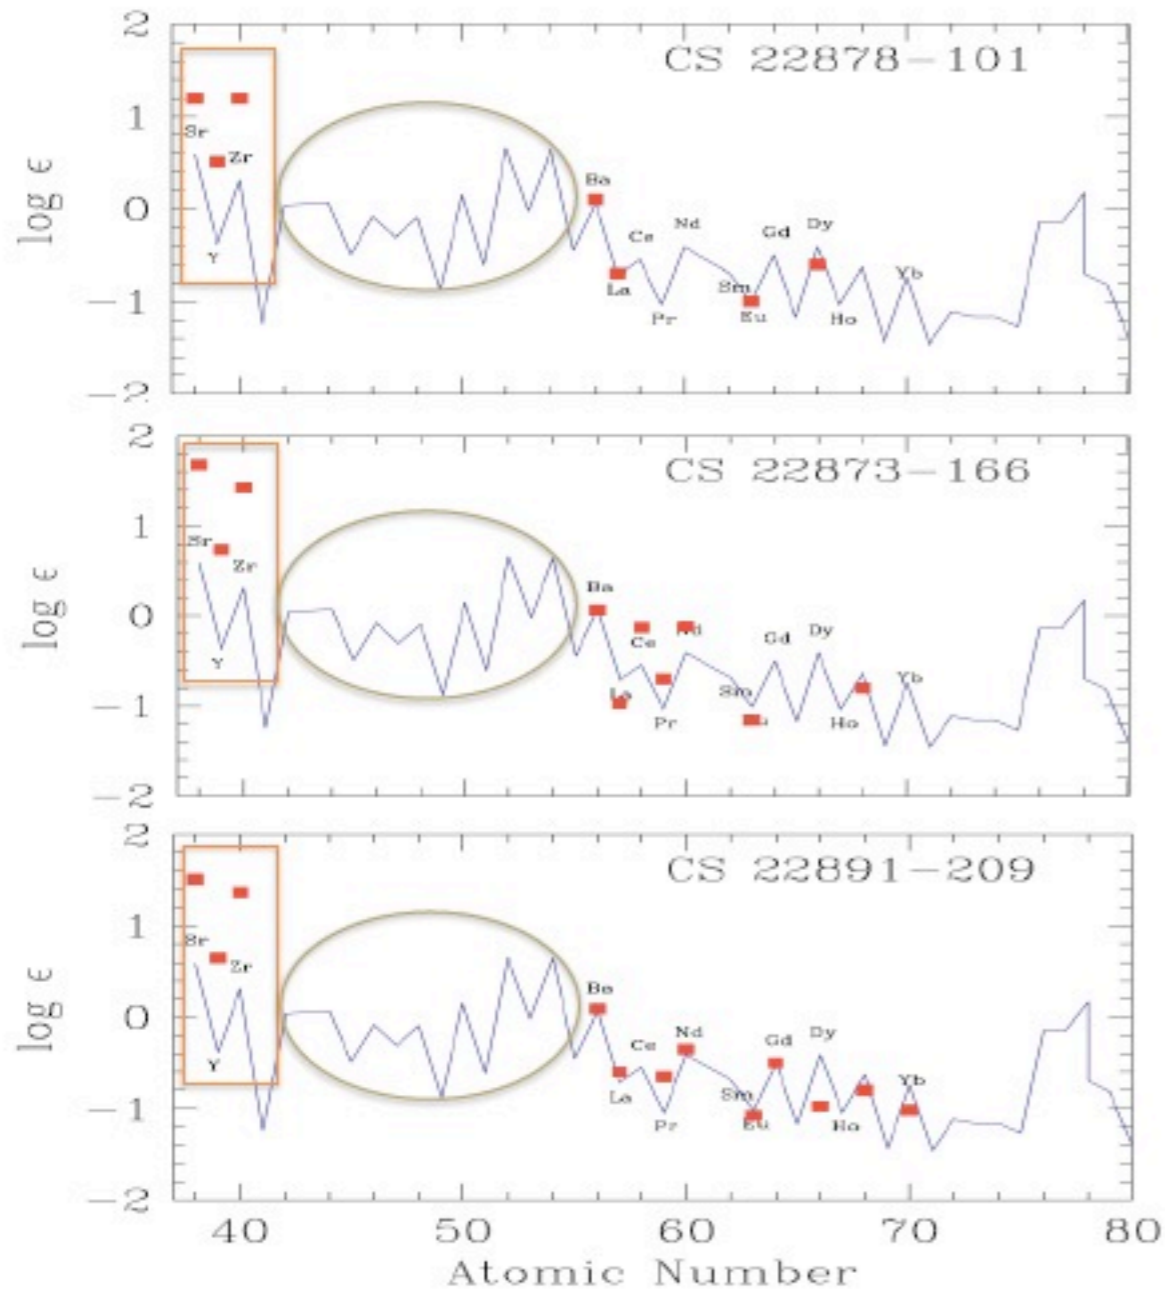 2
CS 22878-101
1
Sr
Zr
Ba
0
Y
Ce
Nd
Gd
Dy
La
Sm
Yb
-1
Pr
Eu
Ho
-2
log ϵ
2
CS 22873-166
1
Sr
Zr
Ba
0
Y
Ce
Nd
Gd
Dy
La
Sm
Yb
-1
Pr
Ho
-2
log ϵ
2
CS 22891-209
1
Sr
Zr
Ba
0
Y
Ce
Nd
Gd
Dy
La
Sm
Yb
-1
Pr
Eu
Ho
-2
log ϵ
40 50 60 70 80
Atomic Number